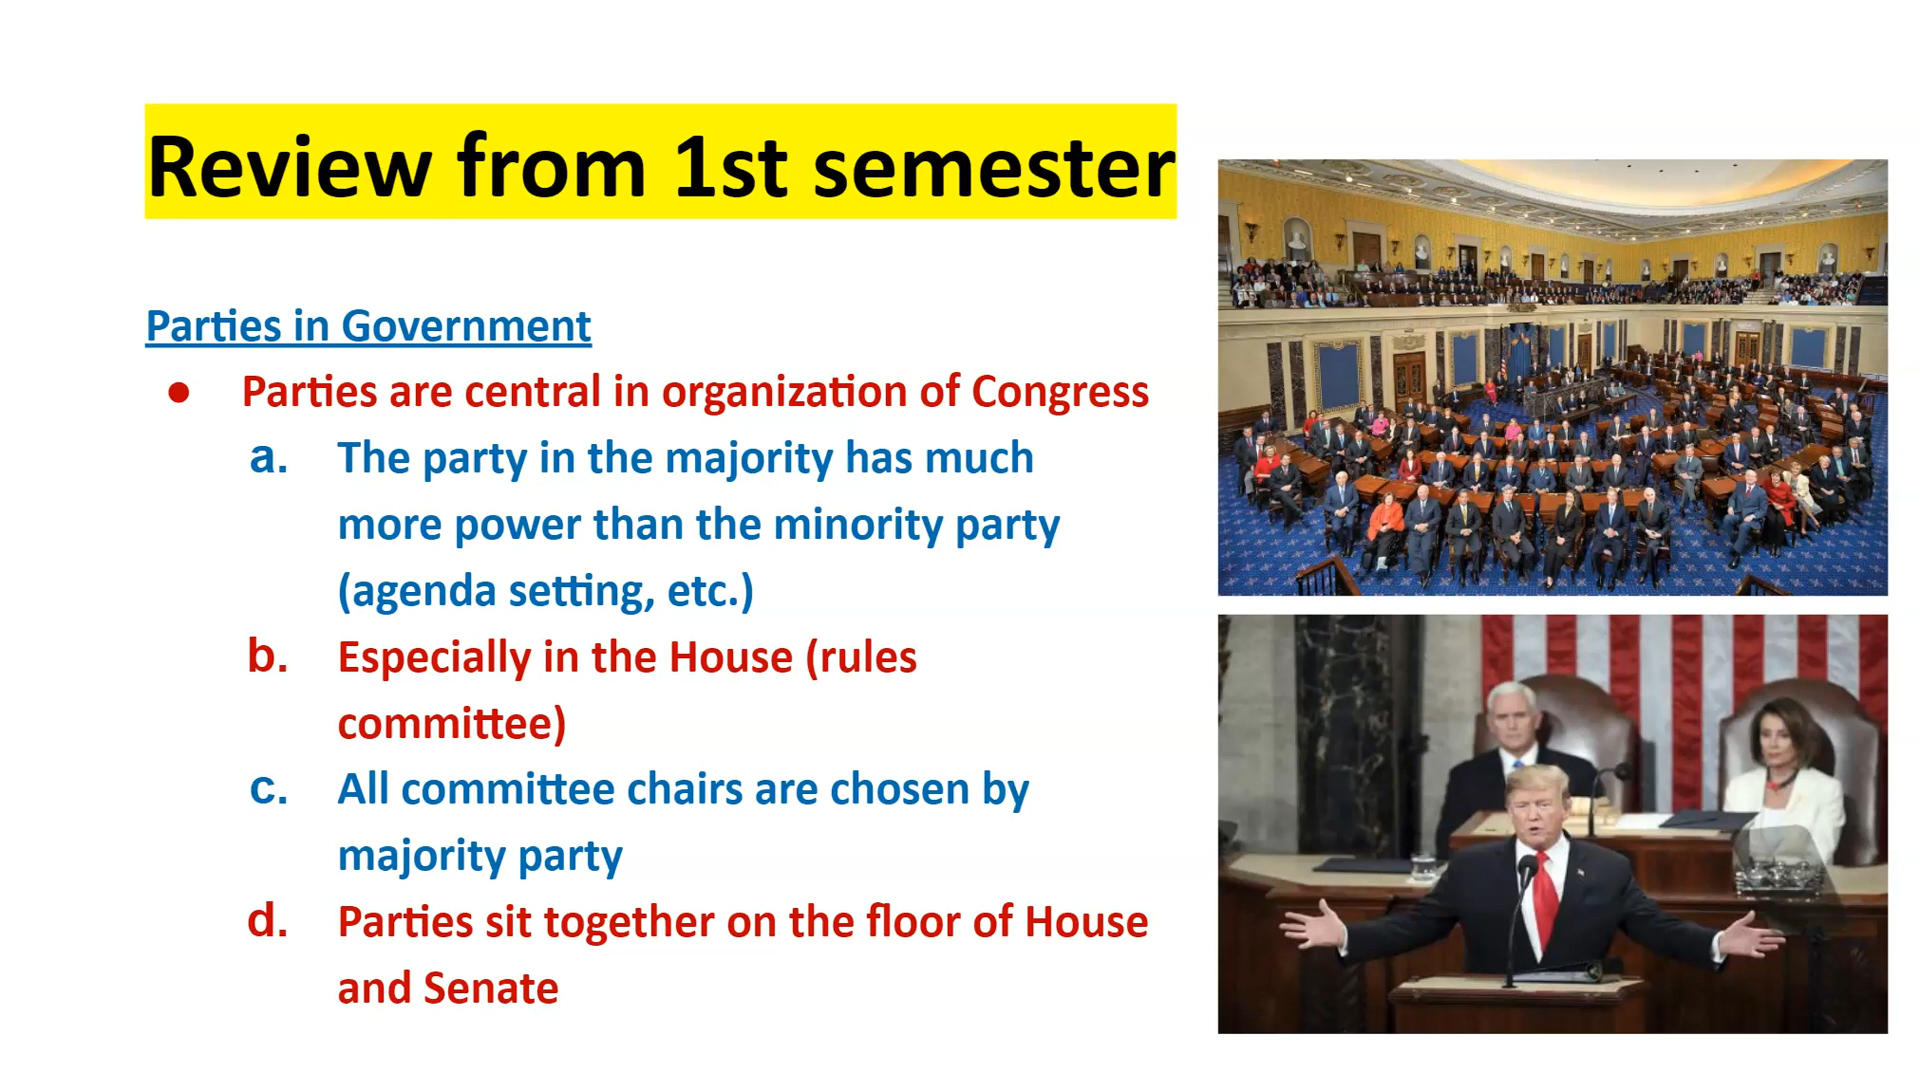 Review from 1st semester
Parties in Government
● Parties are central in organization of Congress
a. The party in the majority has much
more power than the minority party
(agenda setting, etc.)
b. Especially in the House (rules
committee)
c. All committee chairs are chosen by
majority party
d. Parties sit together on the floor of House
and Senate